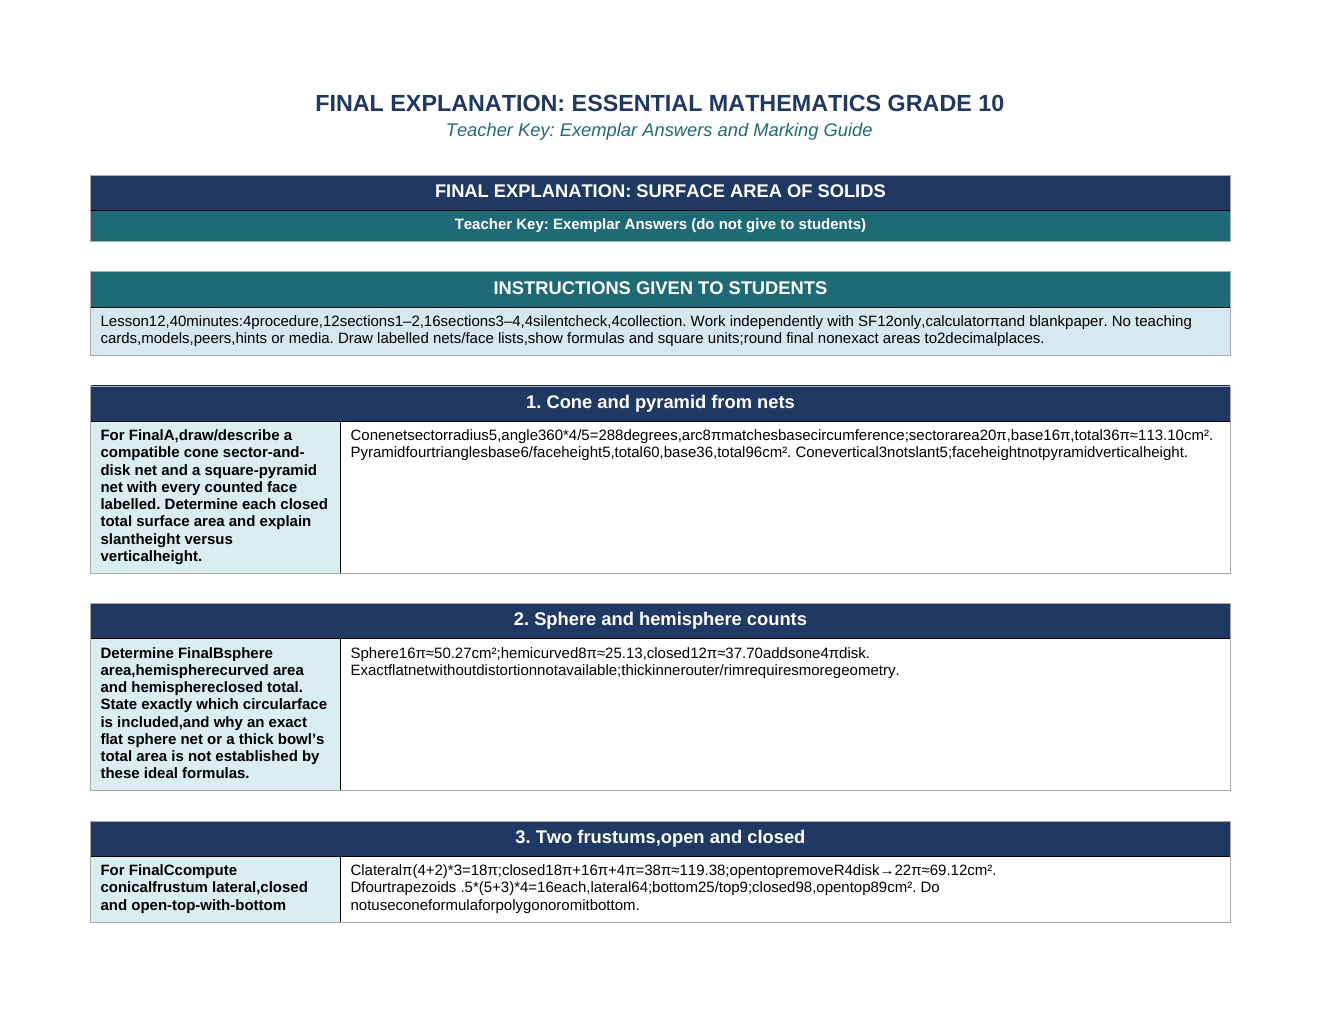 FINAL EXPLANATION: ESSENTIAL MATHEMATICS GRADE 10
Teacher Key: Exemplar Answers and Marking Guide
FINAL EXPLANATION: SURFACE AREA OF SOLIDS
Teacher Key: Exemplar Answers (do not give to students)
INSTRUCTIONS GIVEN TO STUDENTS
Lesson12,40minutes:4procedure,12sections1–2,16sections3–4,4silentcheck,4collection. Work independently with SF12only,calculatorπand blankpaper. No teaching
cards,models,peers,hints or media. Draw labelled nets/face lists,show formulas and square units;round final nonexact areas to2decimalplaces.
1. Cone and pyramid from nets
For FinalA,draw/describe a
compatible cone sector-and-
disk net and a square-pyramid
net with every counted face
labelled. Determine each closed
total surface area and explain
slantheight versus
verticalheight.
Conenetsectorradius5,angle360*4/5=288degrees,arc8πmatchesbasecircumference;sectorarea20π,base16π,total36π≈113.10cm².
Pyramidfourtrianglesbase6/faceheight5,total60,base36,total96cm². Conevertical3notslant5;faceheightnotpyramidverticalheight.
2. Sphere and hemisphere counts
Determine FinalBsphere
area,hemispherecurved area
and hemisphereclosed total.
State exactly which circularface
is included,and why an exact
flat sphere net or a thick bowl’s
total area is not established by
these ideal formulas.
Sphere16π≈50.27cm²;hemicurved8π≈25.13,closed12π≈37.70addsone4πdisk.
Exactflatnetwithoutdistortionnotavailable;thickinnerouter/rimrequiresmoregeometry.
3. Two frustums,open and closed
For FinalCcompute
conicalfrustum lateral,closed
and open-top-with-bottom
Clateralπ(4+2)*3=18π;closed18π+16π+4π=38π≈119.38;opentopremoveR4disk→22π≈69.12cm².
Dfourtrapezoids .5*(5+3)*4=16each,lateral64;bottom25/top9;closed98,opentop89cm². Do
notuseconeformulaforpolygonoromitbottom.